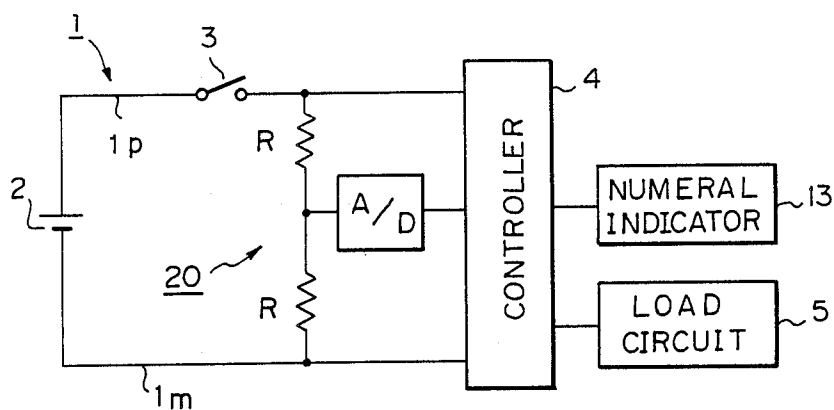 1
3
1p
4
R
2
A/D
CONTROLLER
NUMERAL
INDICATOR
13
20
R
LOAD
CIRCUIT
5
1m